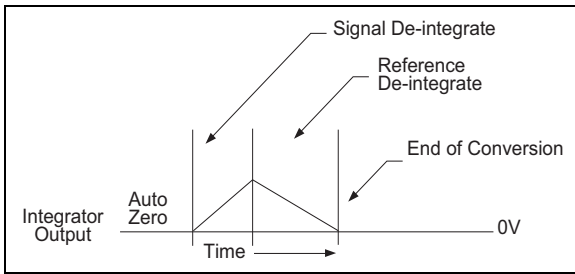 Signal De-integrate
Reference
De-integrate
End of Conversion
Auto
Zero
Integrator
Output
0V
Time